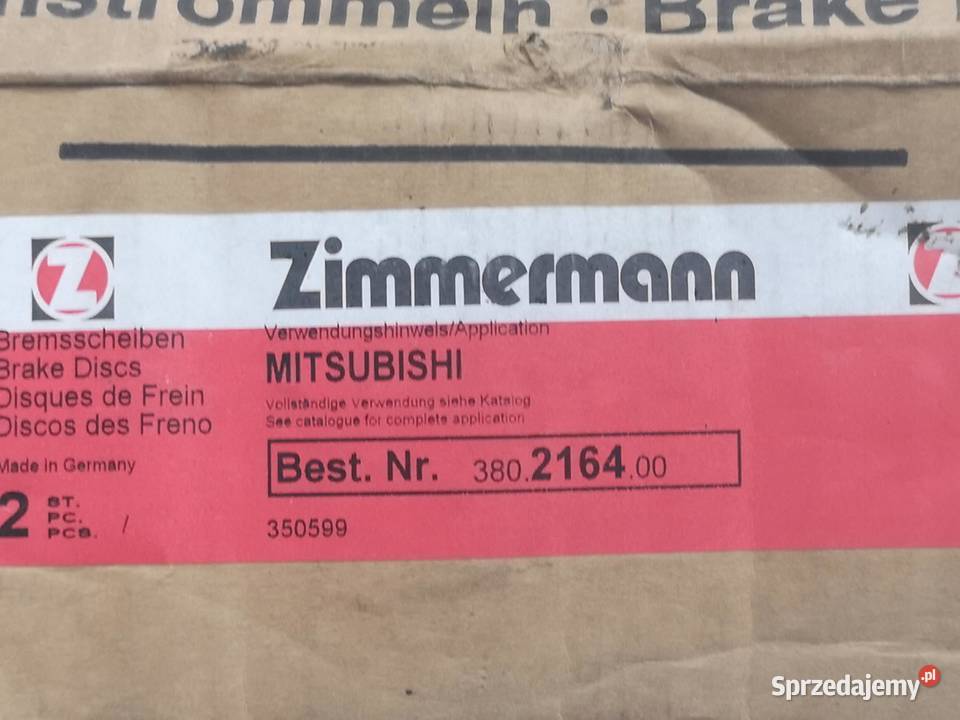 Brake
Zimmermann
Bremsscheiben
Brake Discs
Disques de Frein
Discos des Freno
Made in Germany
2 ST.
PC. /
PCS.
Verwendungshinweis/Application
MITSUBISHI
Vollständige Verwendung siehe Katalog
See catalogue for complete application
Best. Nr. 380.2164.00
350599
Sprzedajemy.pl